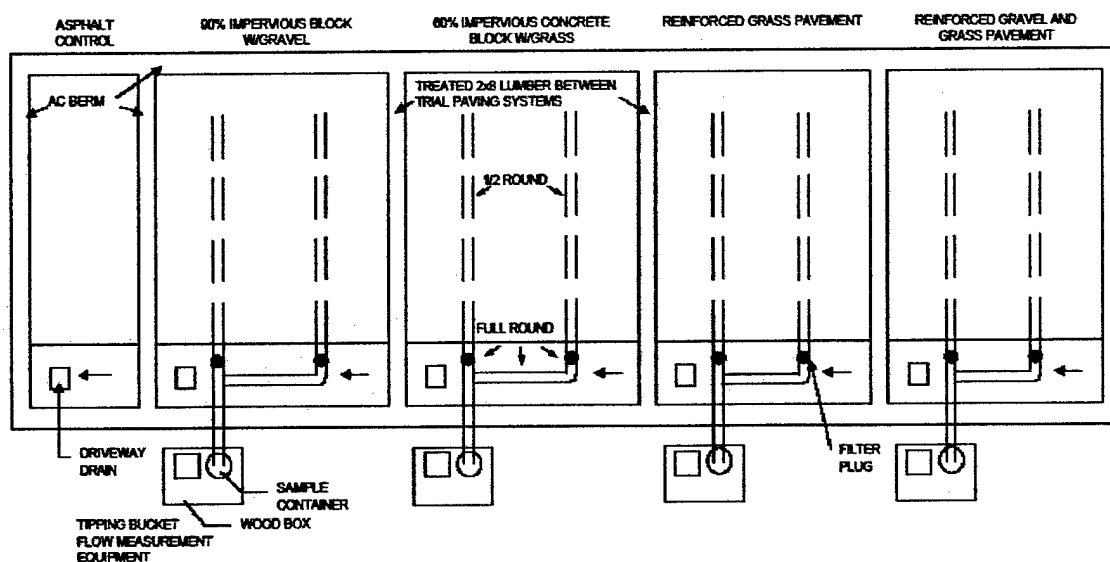 ASPHALT
CONTROL
90% IMPERVIOUS BLOCK
W/GRAVEL
60% IMPERVIOUS CONCRETE
BLOCK W/GRASS
REINFORCED GRASS PAVEMENT
REINFORCED GRAVEL AND
GRASS PAVEMENT
AC BERM
TREATED 2x8 LUMBER BETWEEN
TRIAL PAVING SYSTEMS
1/2 ROUND
FULL ROUND
DRIVEWAY
DRAIN
SAMPLE
CONTAINER
FILTER
PLUG
WOOD BOX
TIPPING BUCKET
FLOW MEASUREMENT
EQUIPMENT